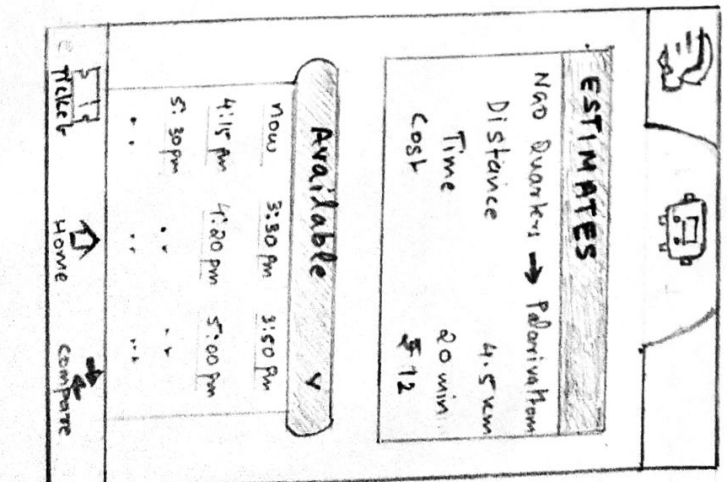 ESTIMATES
NGO Quarters → Palarivattom
Distance 4.5 km
Time 20 min
Cost ₹12
Available v
now 3:30 pm 3:50 pm
4:15 pm 4:20 pm 5:00 pm
5:30 pm .. ..
.. .. ..
Ticket Home Compare